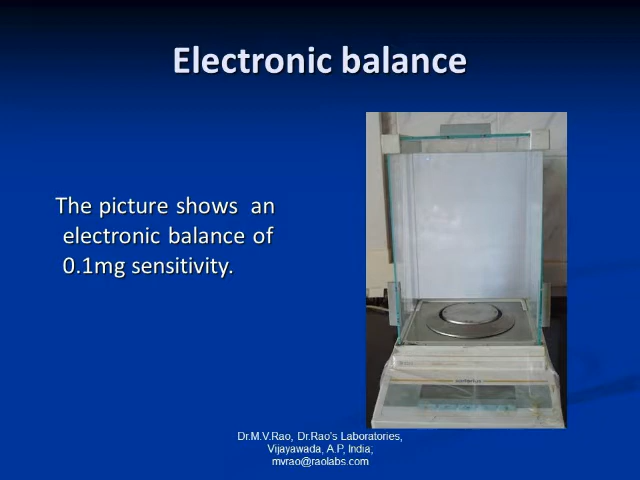 Electronic balance
The picture shows an
electronic balance of
0.1mg sensitivity.
Dr.M.V.Rao, Dr.Rao's Laboratories,
Vijayawada, A.P, India;
mvrao@raolabs.com